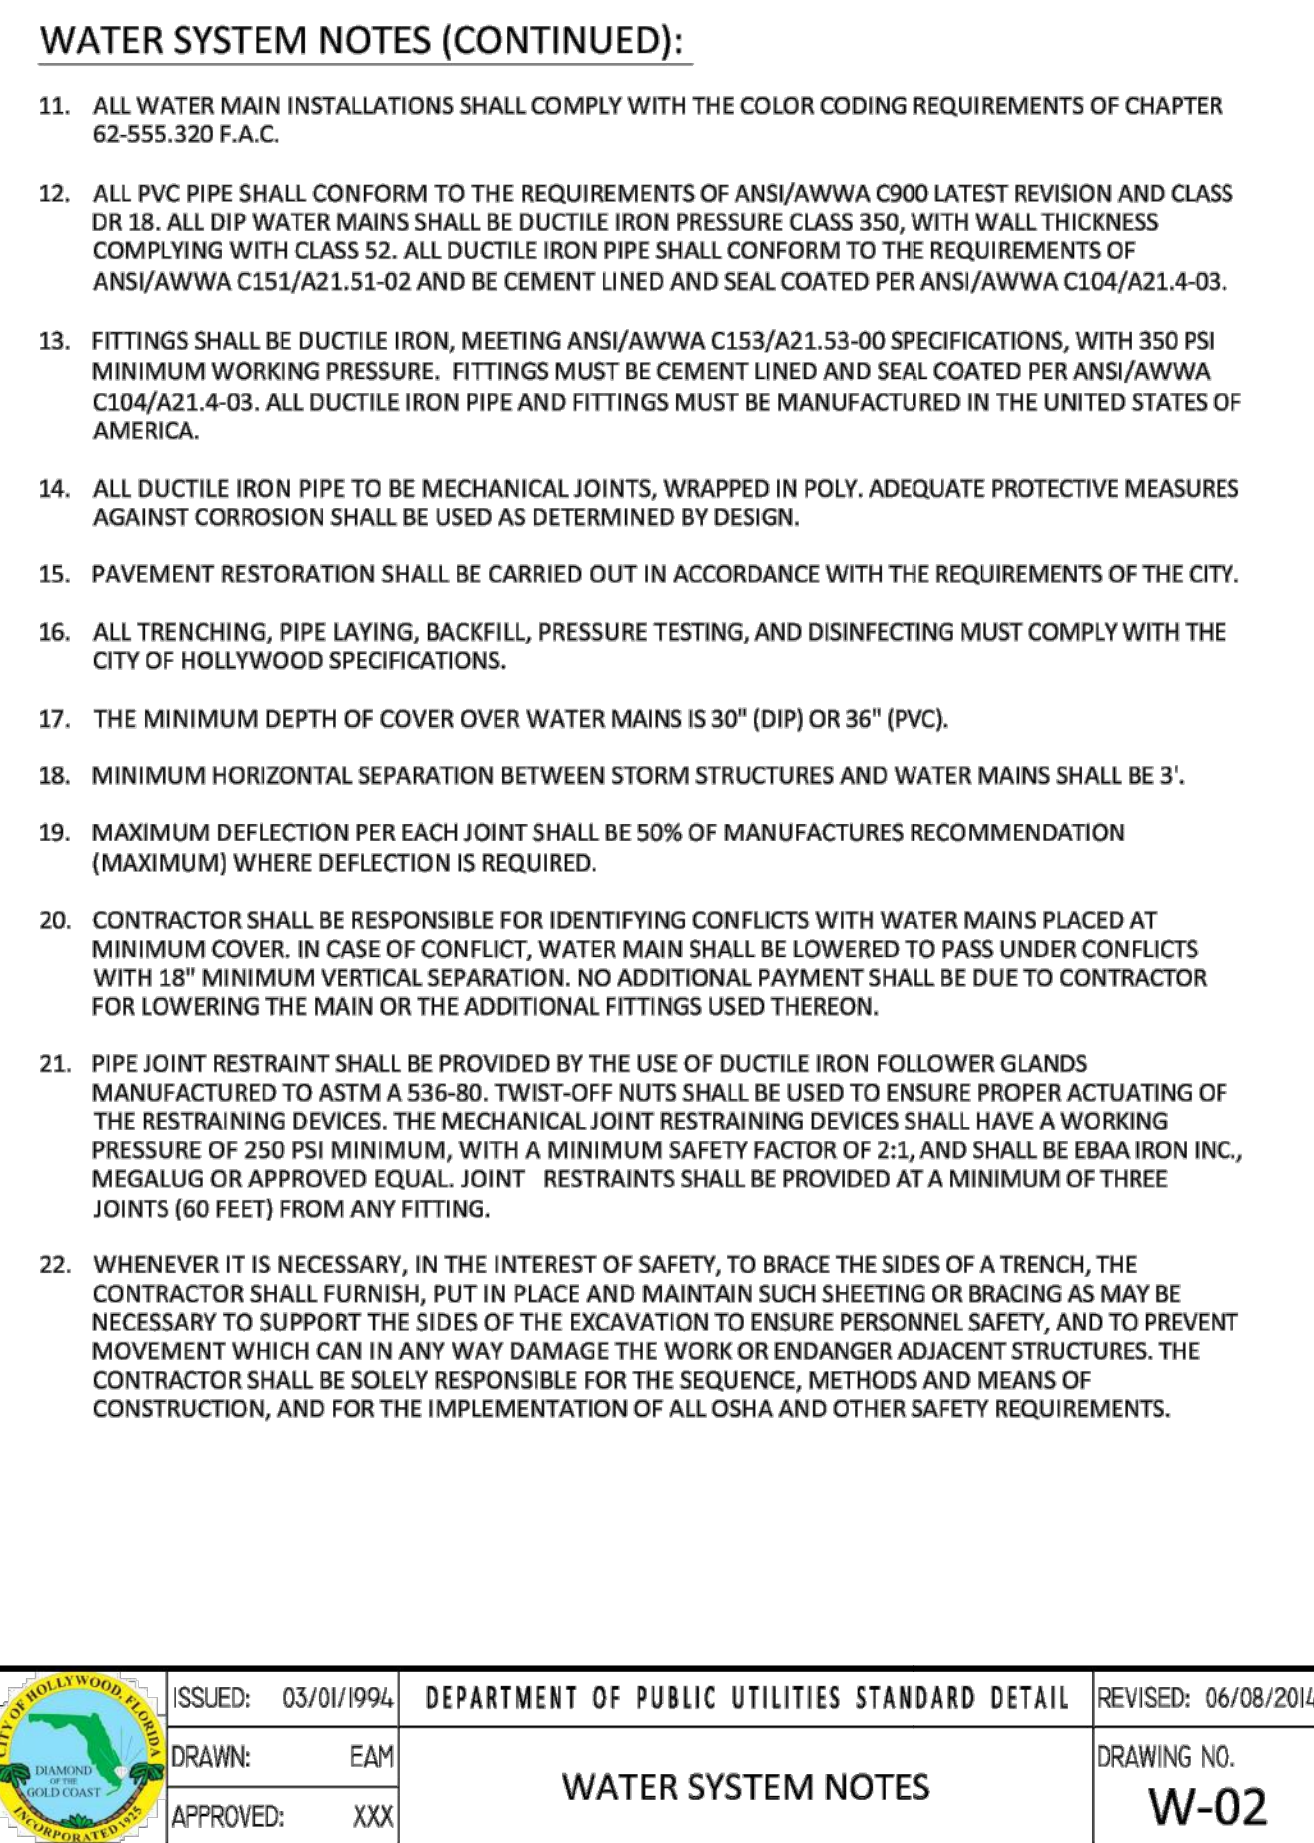 WATER SYSTEM NOTES (CONTINUED):
11. ALL WATER MAIN INSTALLATIONS SHALL COMPLY WITH THE COLOR CODING REQUIREMENTS OF CHAPTER
62-555.320 F.A.C.
12. ALL PVC PIPE SHALL CONFORM TO THE REQUIREMENTS OF ANSI/AWWA C900 LATEST REVISION AND CLASS
DR 18. ALL DIP WATER MAINS SHALL BE DUCTILE IRON PRESSURE CLASS 350, WITH WALL THICKNESS
COMPLYING WITH CLASS 52. ALL DUCTILE IRON PIPE SHALL CONFORM TO THE REQUIREMENTS OF
ANSI/AWWA C151/A21.51-02 AND BE CEMENT LINED AND SEAL COATED PER ANSI/AWWA C104/A21.4-03.
13. FITTINGS SHALL BE DUCTILE IRON, MEETING ANSI/AWWA C153/A21.53-00 SPECIFICATIONS, WITH 350 PSI
MINIMUM WORKING PRESSURE. FITTINGS MUST BE CEMENT LINED AND SEAL COATED PER ANSI/AWWA
C104/A21.4-03. ALL DUCTILE IRON PIPE AND FITTINGS MUST BE MANUFACTURED IN THE UNITED STATES OF
AMERICA.
14. ALL DUCTILE IRON PIPE TO BE MECHANICAL JOINTS, WRAPPED IN POLY. ADEQUATE PROTECTIVE MEASURES
AGAINST CORROSION SHALL BE USED AS DETERMINED BY DESIGN.
15. PAVEMENT RESTORATION SHALL BE CARRIED OUT IN ACCORDANCE WITH THE REQUIREMENTS OF THE CITY.
16. ALL TRENCHING, PIPE LAYING, BACKFILL, PRESSURE TESTING, AND DISINFECTING MUST COMPLY WITH THE
CITY OF HOLLYWOOD SPECIFICATIONS.
17. THE MINIMUM DEPTH OF COVER OVER WATER MAINS IS 30" (DIP) OR 36" (PVC).
18. MINIMUM HORIZONTAL SEPARATION BETWEEN STORM STRUCTURES AND WATER MAINS SHALL BE 3'.
19. MAXIMUM DEFLECTION PER EACH JOINT SHALL BE 50% OF MANUFACTURES RECOMMENDATION
(MAXIMUM) WHERE DEFLECTION IS REQUIRED.
20. CONTRACTOR SHALL BE RESPONSIBLE FOR IDENTIFYING CONFLICTS WITH WATER MAINS PLACED AT
MINIMUM COVER. IN CASE OF CONFLICT, WATER MAIN SHALL BE LOWERED TO PASS UNDER CONFLICTS
WITH 18" MINIMUM VERTICAL SEPARATION. NO ADDITIONAL PAYMENT SHALL BE DUE TO CONTRACTOR
FOR LOWERING THE MAIN OR THE ADDITIONAL FITTINGS USED THEREON.
21. PIPE JOINT RESTRAINT SHALL BE PROVIDED BY THE USE OF DUCTILE IRON FOLLOWER GLANDS
MANUFACTURED TO ASTM A 536-80. TWIST-OFF NUTS SHALL BE USED TO ENSURE PROPER ACTUATING OF
THE RESTRAINING DEVICES. THE MECHANICAL JOINT RESTRAINING DEVICES SHALL HAVE A WORKING
PRESSURE OF 250 PSI MINIMUM, WITH A MINIMUM SAFETY FACTOR OF 2:1, AND SHALL BE EBAA IRON INC.,
MEGALUG OR APPROVED EQUAL. JOINT RESTRAINTS SHALL BE PROVIDED AT A MINIMUM OF THREE
JOINTS (60 FEET) FROM ANY FITTING.
22. WHENEVER IT IS NECESSARY, IN THE INTEREST OF SAFETY, TO BRACE THE SIDES OF A TRENCH, THE
CONTRACTOR SHALL FURNISH, PUT IN PLACE AND MAINTAIN SUCH SHEETING OR BRACING AS MAY BE
NECESSARY TO SUPPORT THE SIDES OF THE EXCAVATION TO ENSURE PERSONNEL SAFETY, AND TO PREVENT
MOVEMENT WHICH CAN IN ANY WAY DAMAGE THE WORK OR ENDANGER ADJACENT STRUCTURES. THE
CONTRACTOR SHALL BE SOLELY RESPONSIBLE FOR THE SEQUENCE, METHODS AND MEANS OF
CONSTRUCTION, AND FOR THE IMPLEMENTATION OF ALL OSHA AND OTHER SAFETY REQUIREMENTS.
CITY OF HOLLYWOOD, FLORIDA
DIAMOND
OF THE
GOLD COAST
INCORPORATED 1925
ISSUED: 03/01/1994
DRAWN: EAM
APPROVED: XXX
DEPARTMENT OF PUBLIC UTILITIES STANDARD DETAIL
WATER SYSTEM NOTES
REVISED: 06/08/2014
DRAWING NO.
W-02